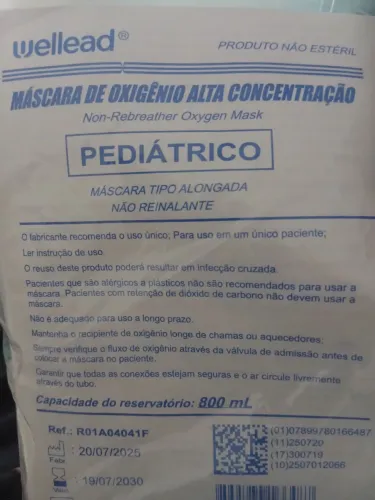 wellead®
PRODUTO NÃO ESTÉRIL
MÁSCARA DE OXIGÊNIO ALTA CONCENTRAÇÃO
Non-Rebreather Oxygen Mask
PEDIÁTRICO
MÁSCARA TIPO ALONGADA
NÃO REINALANTE
O fabricante recomenda o uso único; Para uso em um único paciente;
Ler instrução de uso.
O reuso deste produto poderá resultar em infecção cruzada.
Pacientes que são alérgicos a plásticos não são recomendados para usar a
máscara. Pacientes com retenção de dióxido de carbono não devem usar a
máscara.
Não é adequado para uso a longo prazo.
Mantenha o recipiente de oxigênio longe de chamas ou aquecedores;
Sempre verifique o fluxo de oxigênio através da válvula de admissão antes de
colocar a máscara no paciente.
Garantir que todas as conexões estejam seguras e o ar circule livremente
através do tubo.
Capacidade do reservatório: 800 mL
Ref.: R01A04041F
: 20/07/2025
: 19/07/2030
(01)07899780166487
(11)250720
(17)300719
(10)2507012066